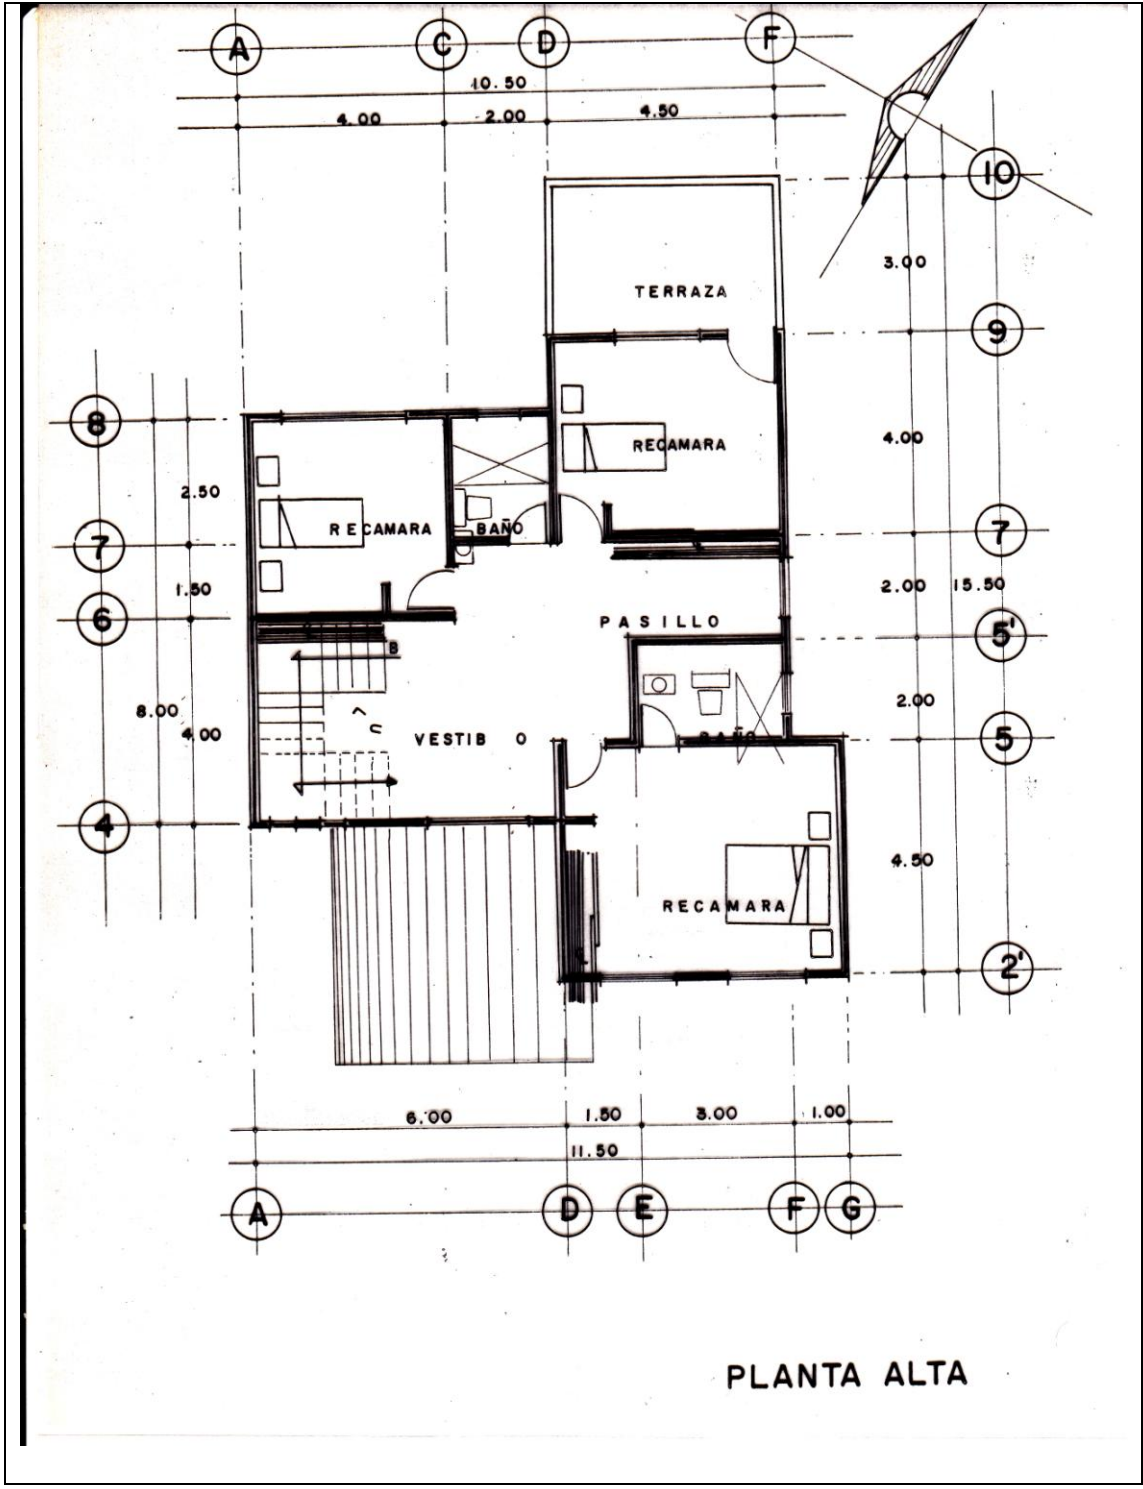 A C D F
10.50
4.00 2.00 4.50
10
3.00
TERRAZA
9
8
4.00
RECAMARA
2.50
RECAMARA BAÑO
7
7
1.50
2.00 15.50
6
PASILLO
5'
B
2.00
8.00
4.00
VESTIB O
BAÑO
5
4
4.50
RECAMARA
2'
6.00 1.50 3.00 1.00
11.50
A D E F G
PLANTA ALTA